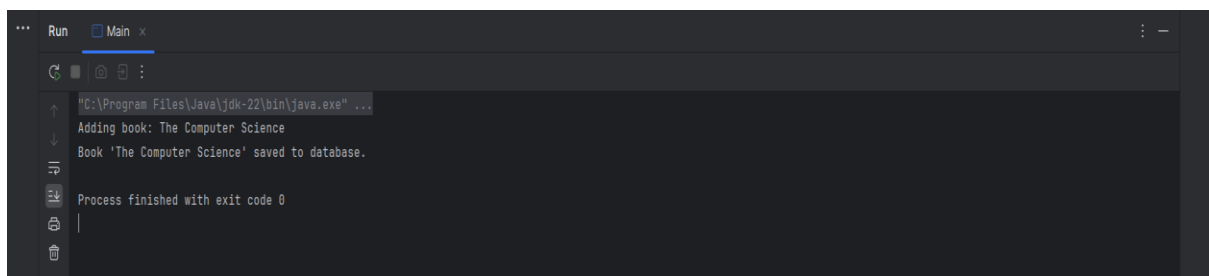 Run Main
"C:\Program Files\Java\jdk-22\bin\java.exe" ...
Adding book: The Computer Science
Book 'The Computer Science' saved to database.
Process finished with exit code 0